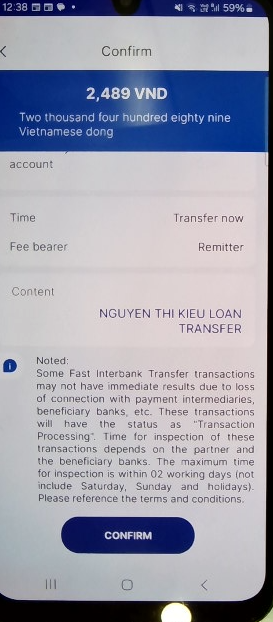 12:38
59%
Confirm
2,489 VND
Two thousand four hundred eighty nine
Vietnamese dong
account
Time Transfer now
Fee bearer Remitter
Content
NGUYEN THI KIEU LOAN
TRANSFER
Noted:
Some Fast Interbank Transfer transactions
may not have immediate results due to loss
of connection with payment intermediaries,
beneficiary banks, etc. These transactions
will have the status as "Transaction
Processing". Time for inspection of these
transactions depends on the partner and
the beneficiary banks. The maximum time
for inspection is within 02 working days (not
include Saturday, Sunday and holidays).
Please reference the terms and conditions.
CONFIRM